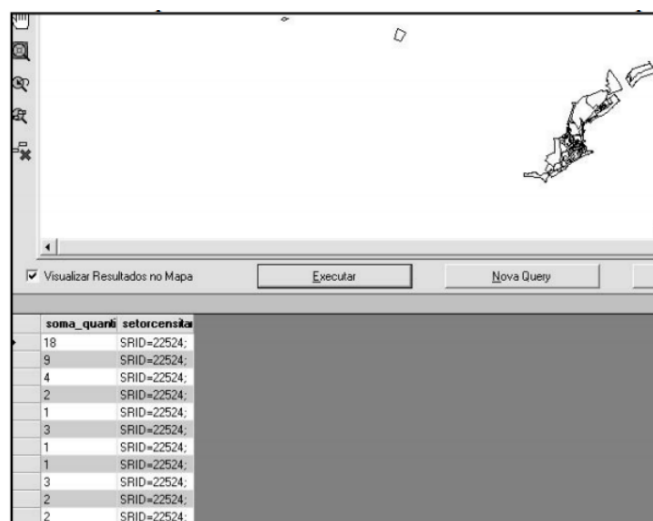 Visualizar Resultados no Mapa Executar Nova Query
soma_quanti setorcensitar
18 SRID=22524;
9 SRID=22524;
4 SRID=22524;
2 SRID=22524;
1 SRID=22524;
3 SRID=22524;
1 SRID=22524;
1 SRID=22524;
3 SRID=22524;
2 SRID=22524;
2 SRID=22524;